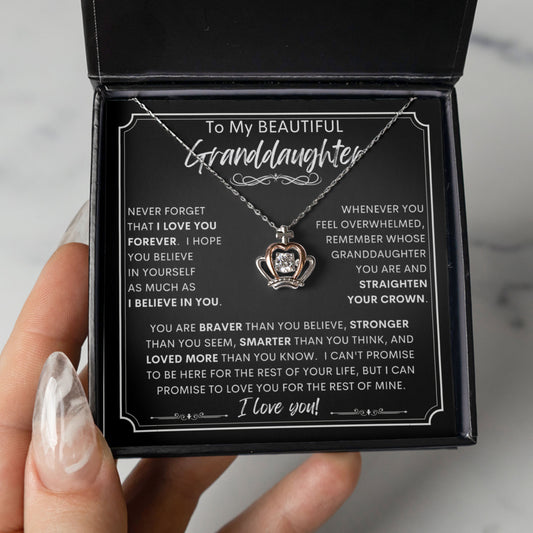 To My BEAUTIFUL
Granddaughter
NEVER FORGET
THAT I LOVE YOU
FOREVER. I HOPE
YOU BELIEVE
IN YOURSELF
AS MUCH AS
I BELIEVE IN YOU.
WHENEVER YOU
FEEL OVERWHELMED,
REMEMBER WHOSE
GRANDDAUGHTER
YOU ARE AND
STRAIGHTEN
YOUR CROWN.
YOU ARE BRAVER THAN YOU BELIEVE, STRONGER
THAN YOU SEEM, SMARTER THAN YOU THINK, AND
LOVED MORE THAN YOU KNOW. I CAN'T PROMISE
TO BE HERE FOR THE REST OF YOUR LIFE, BUT I CAN
PROMISE TO LOVE YOU FOR THE REST OF MINE.
I love you!